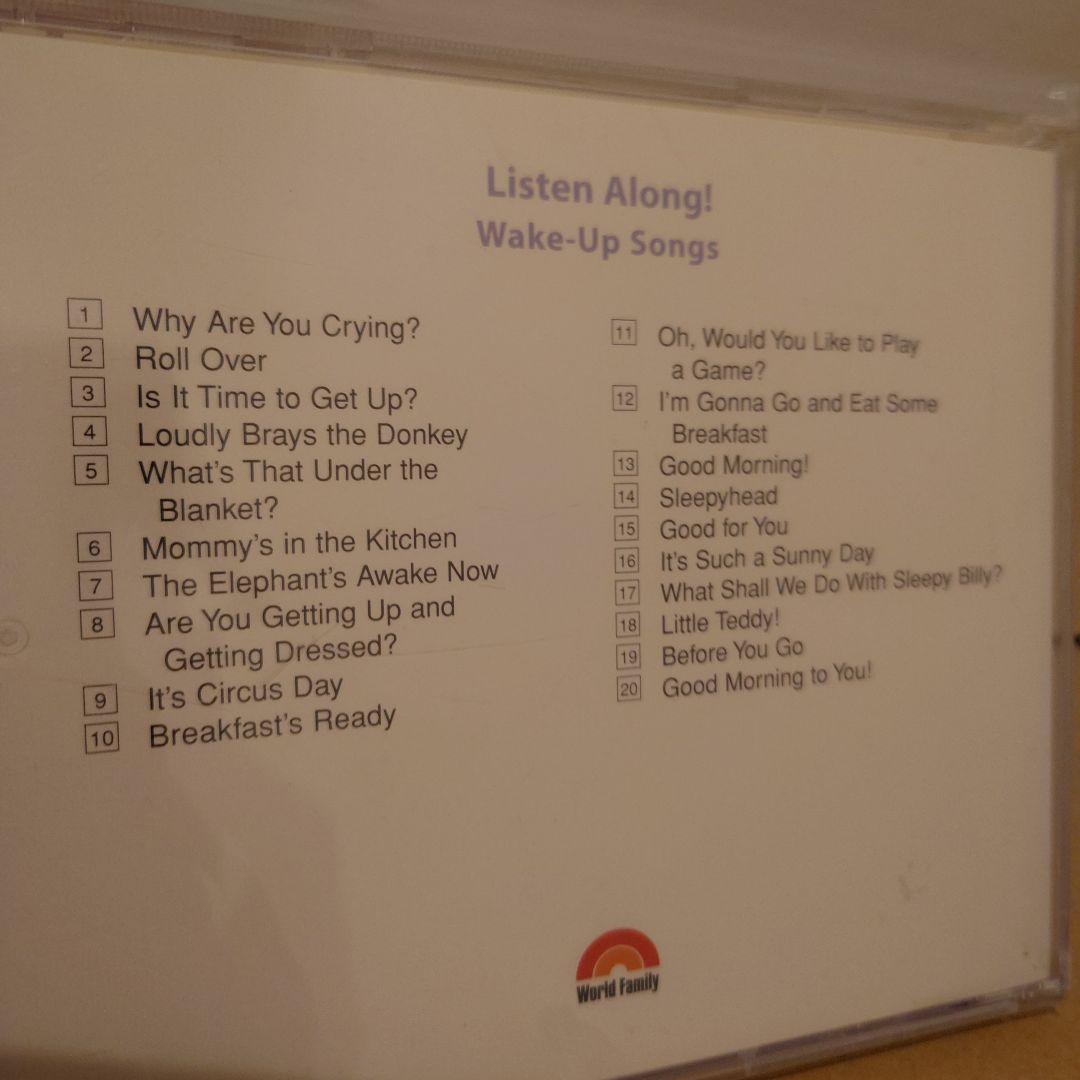 Listen Along!
Wake-Up Songs
1 Why Are You Crying?
2 Roll Over
3 Is It Time to Get Up?
4 Loudly Brays the Donkey
5 What's That Under the
Blanket?
6 Mommy's in the Kitchen
7 The Elephant's Awake Now
8 Are You Getting Up and
Getting Dressed?
9 It's Circus Day
10 Breakfast's Ready
11 Oh, Would You Like to Play
a Game?
12 I'm Gonna Go and Eat Some
Breakfast
13 Good Morning!
14 Sleepyhead
15 Good for You
16 It's Such a Sunny Day
17 What Shall We Do With Sleepy Billy?
18 Little Teddy!
19 Before You Go
20 Good Morning to You!
World Family